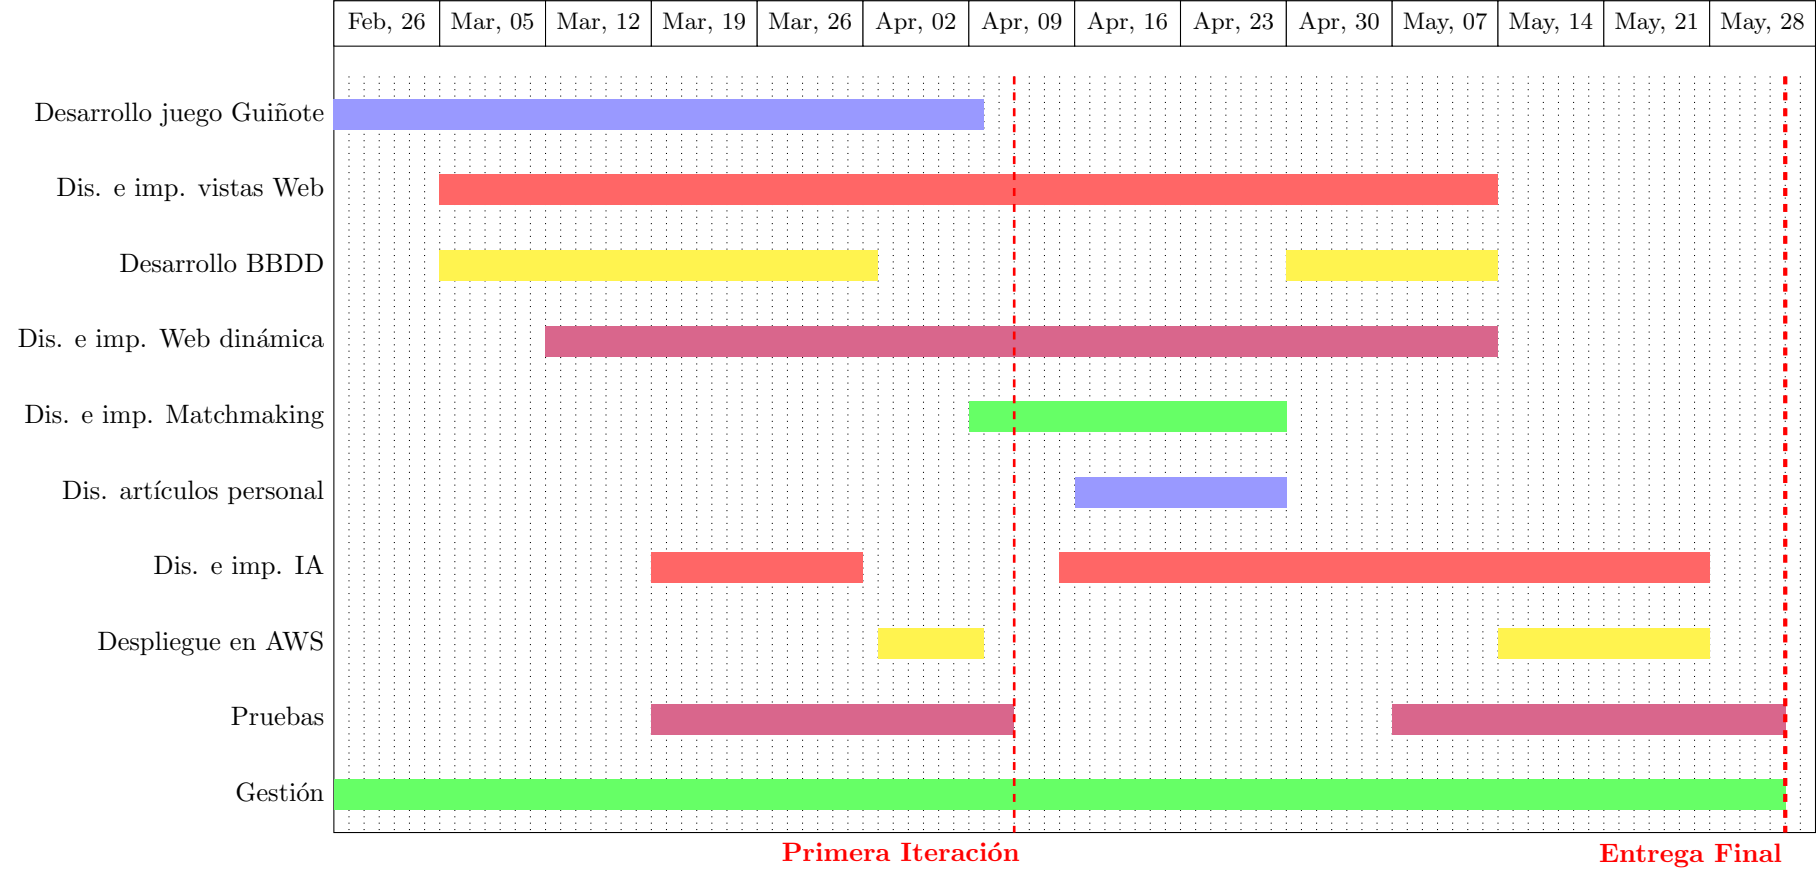 Feb, 26 Mar, 05 Mar, 12 Mar, 19 Mar, 26 Apr, 02 Apr, 09 Apr, 16 Apr, 23 Apr, 30 May, 07 May, 14 May, 21 May, 28
Desarrollo juego Guiñote
Dis. e imp. vistas Web
Desarrollo BBDD
Dis. e imp. Web dinámica
Dis. e imp. Matchmaking
Dis. artículos personal
Dis. e imp. IA
Despliegue en AWS
Pruebas
Gestión
Primera Iteración Entrega Final